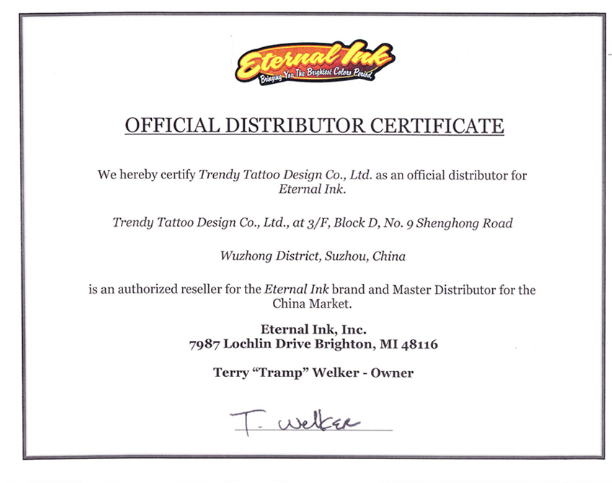 Eternal Ink
Bringing You The Brightest Colors Period.
OFFICIAL DISTRIBUTOR CERTIFICATE
We hereby certify Trendy Tattoo Design Co., Ltd. as an official distributor for
Eternal Ink.
Trendy Tattoo Design Co., Ltd., at 3/F, Block D, No. 9 Shenghong Road
Wuzhong District, Suzhou, China
is an authorized reseller for the Eternal Ink brand and Master Distributor for the
China Market.
Eternal Ink, Inc.
7987 Lochlin Drive Brighton, MI 48116
Terry “Tramp” Welker - Owner
T. Welker